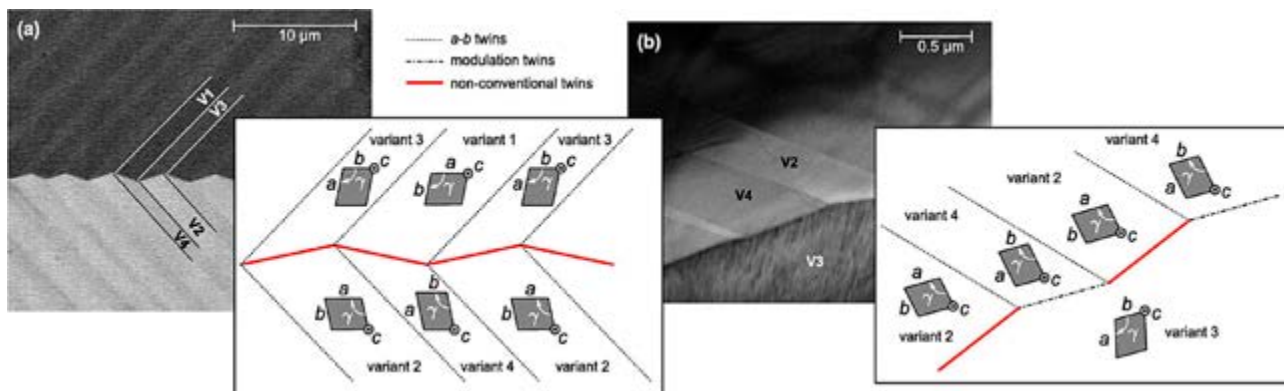 (a)
10 µm
V1
V3
V2
V4
a-b twins
modulation twins
non-conventional twins
(b)
0.5 µm
V2
V4
V3
variant 3
variant 1
variant 3
b
c
a
γ
a
c
b
γ
b
c
a
γ
a
b
γ
c
b
a
γ
c
a
b
γ
c
variant 2
variant 4
variant 2
variant 4
b
a
γ
c
variant 2
a
b
γ
c
variant 4
b
a
γ
c
a
b
γ
c
variant 2
b
c
a
γ
variant 3